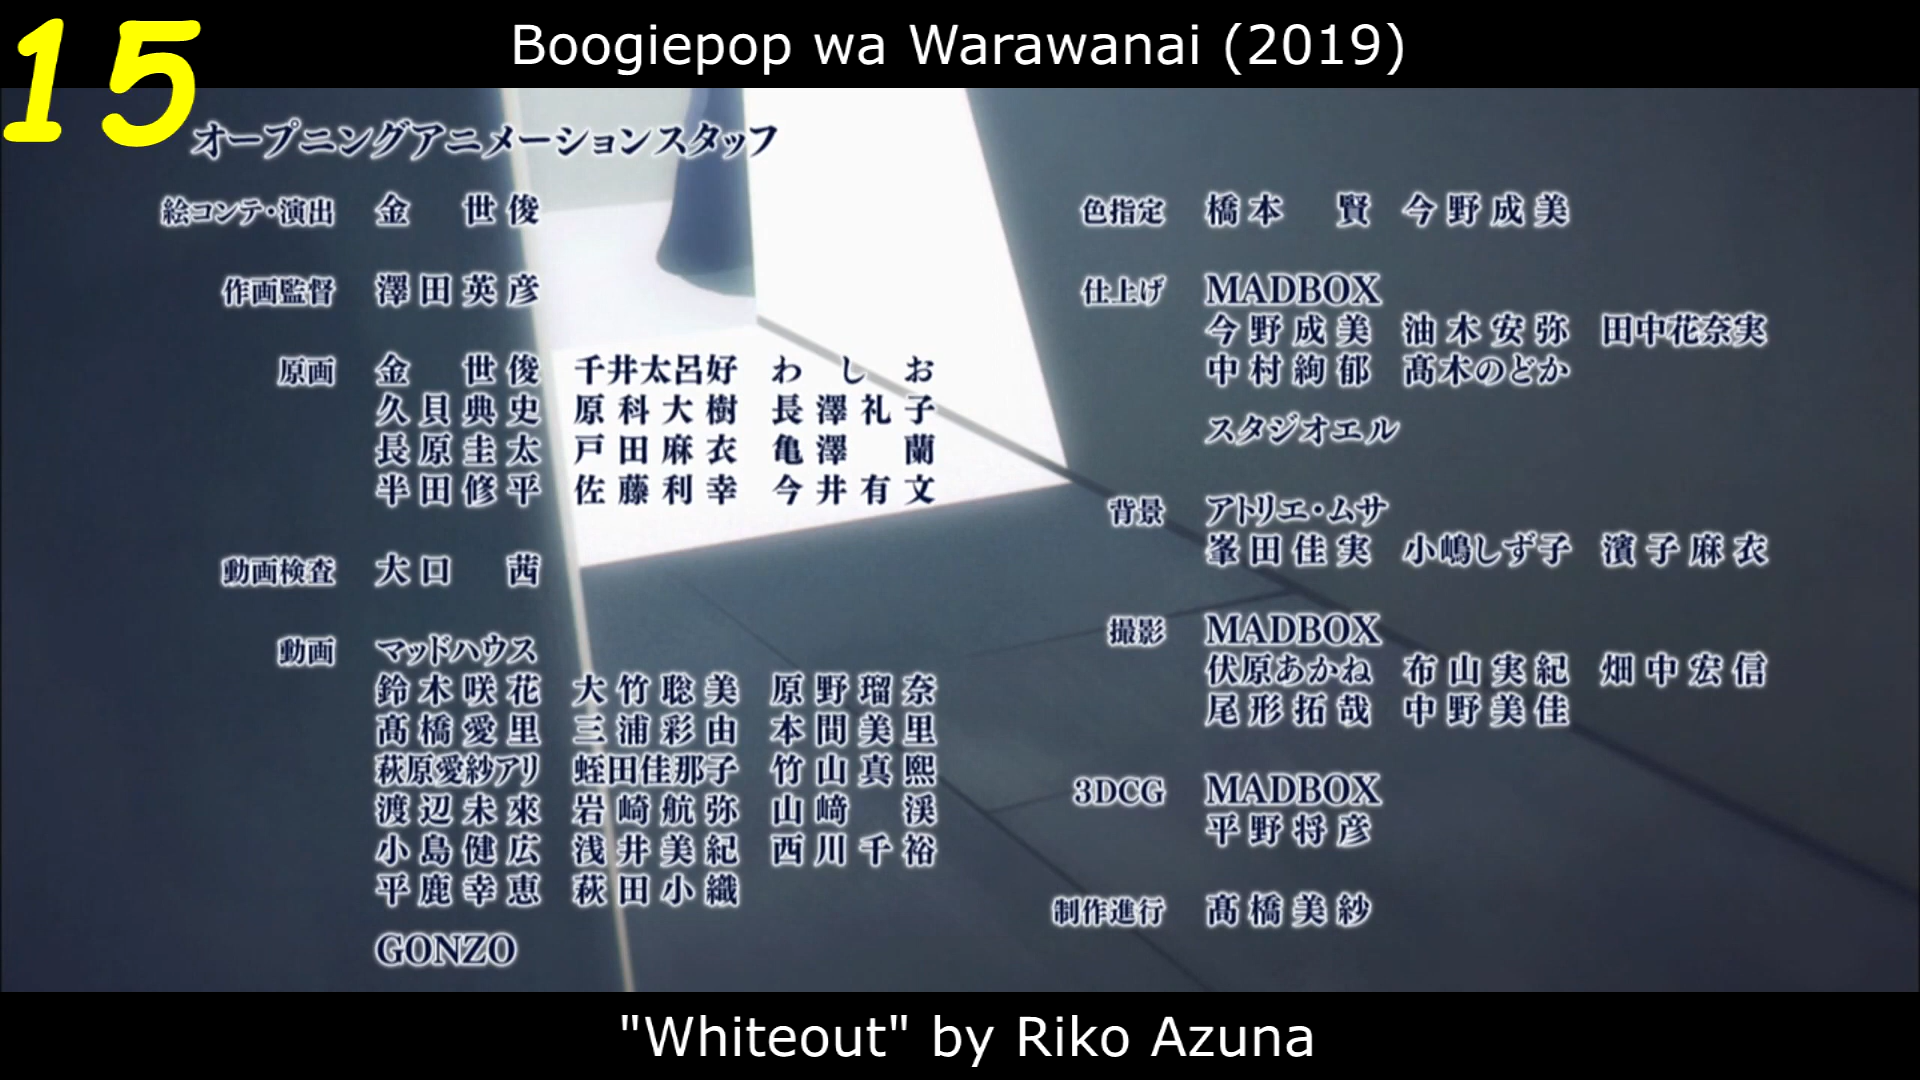 15
Boogiepop wa Warawanai (2019)
オープニングアニメーションスタッフ
絵コンテ・演出 金 世俊
作画監督 澤田英彦
原画 金 世俊 千井太呂好 わしお
久貝典史 原科大樹 長澤礼子
長原圭太 戸田麻衣 亀澤 蘭
半田修平 佐藤利幸 今井有文
動画検査 大口 茜
動画 マッドハウス
鈴木咲花 大竹聡美 原野瑠奈
髙橋愛里 三浦彩由 本間美里
萩原愛紗アリ 蛭田佳那子 竹山真熙
渡辺未來 岩崎航弥 山﨑 渓
小島健広 浅井美紀 西川千裕
平鹿幸恵 萩田小織
GONZO
色指定 橋本 賢 今野成美
仕上げ MADBOX
今野成美 油木安弥 田中花奈実
中村絢郁 髙木のどか
スタジオエル
背景 アトリエ・ムサ
峯田佳実 小嶋しず子 濱子麻衣
撮影 MADBOX
伏原あかね 布山実紀 畑中宏信
尾形拓哉 中野美佳
3DCG MADBOX
平野将彦
制作進行 髙橋美紗
"Whiteout" by Riko Azuna